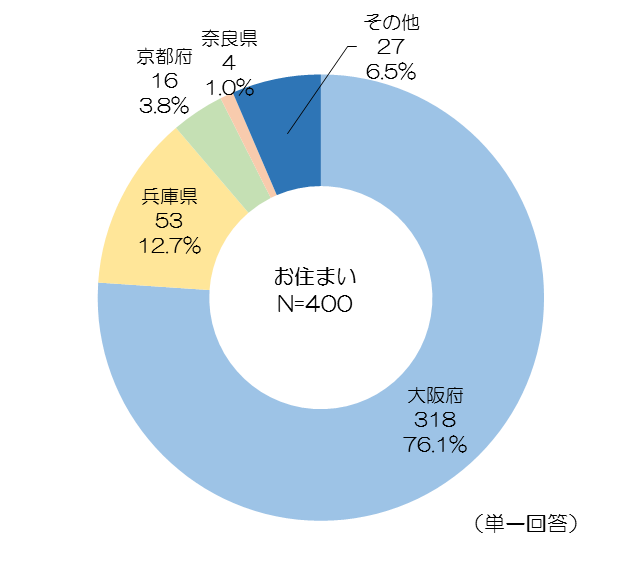 その他
27
6.5%
奈良県
4
1.0%
京都府
16
3.8%
兵庫県
53
12.7%
お住まい
N=400
大阪府
318
76.1%
（単一回答）